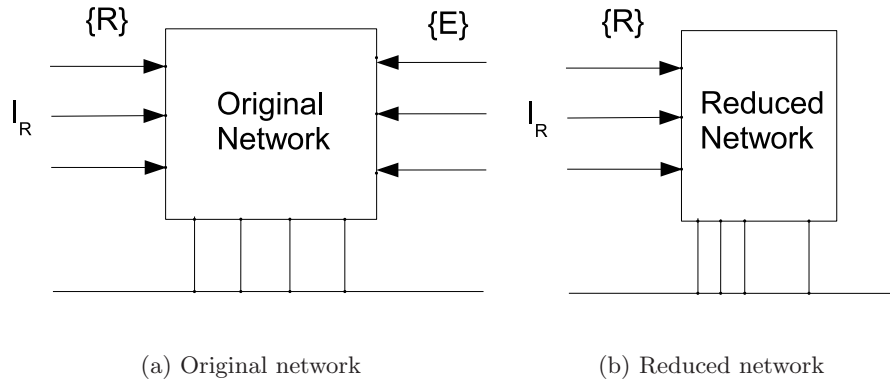 {R}
{E}
I_R
Original
Network
(a) Original network
{R}
I_R
Reduced
Network
(b) Reduced network